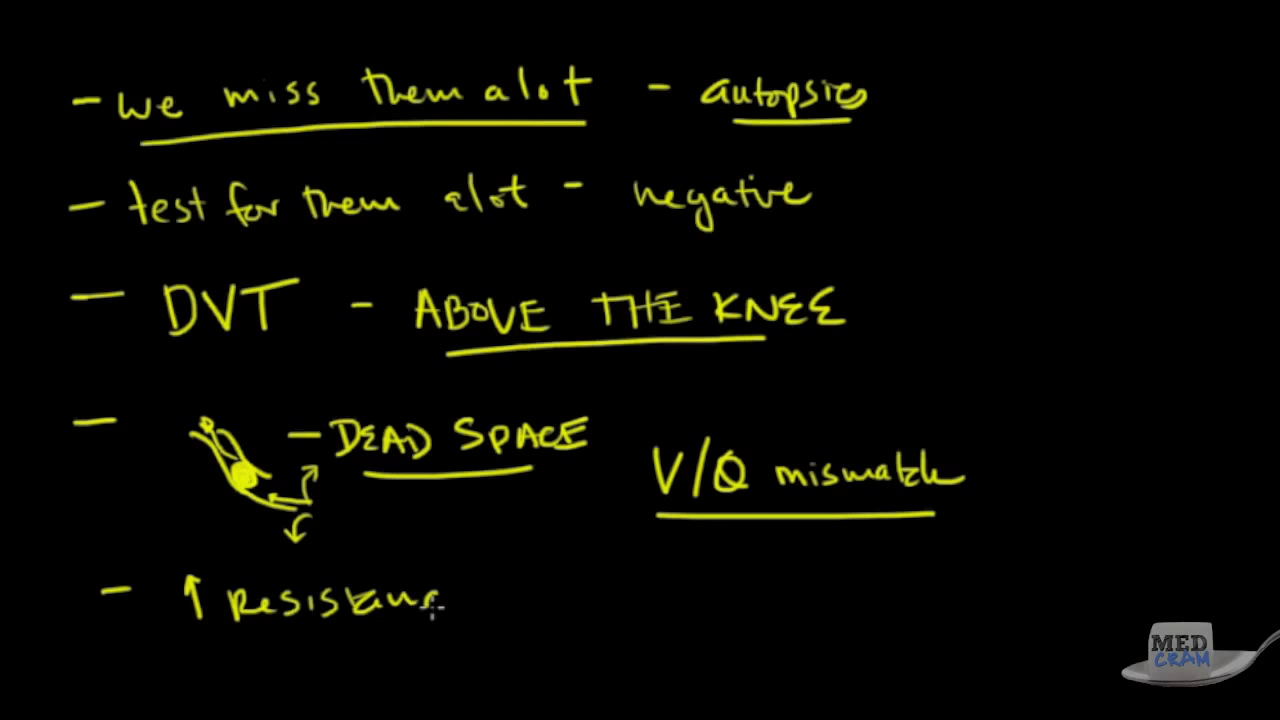 - we miss them alot - autopsies
- test for them alot - negative
- DVT - ABOVE THE KNEE
- - DEAD SPACE
V/Q mismatch
- ↑ Resistanc
MED
CRAM